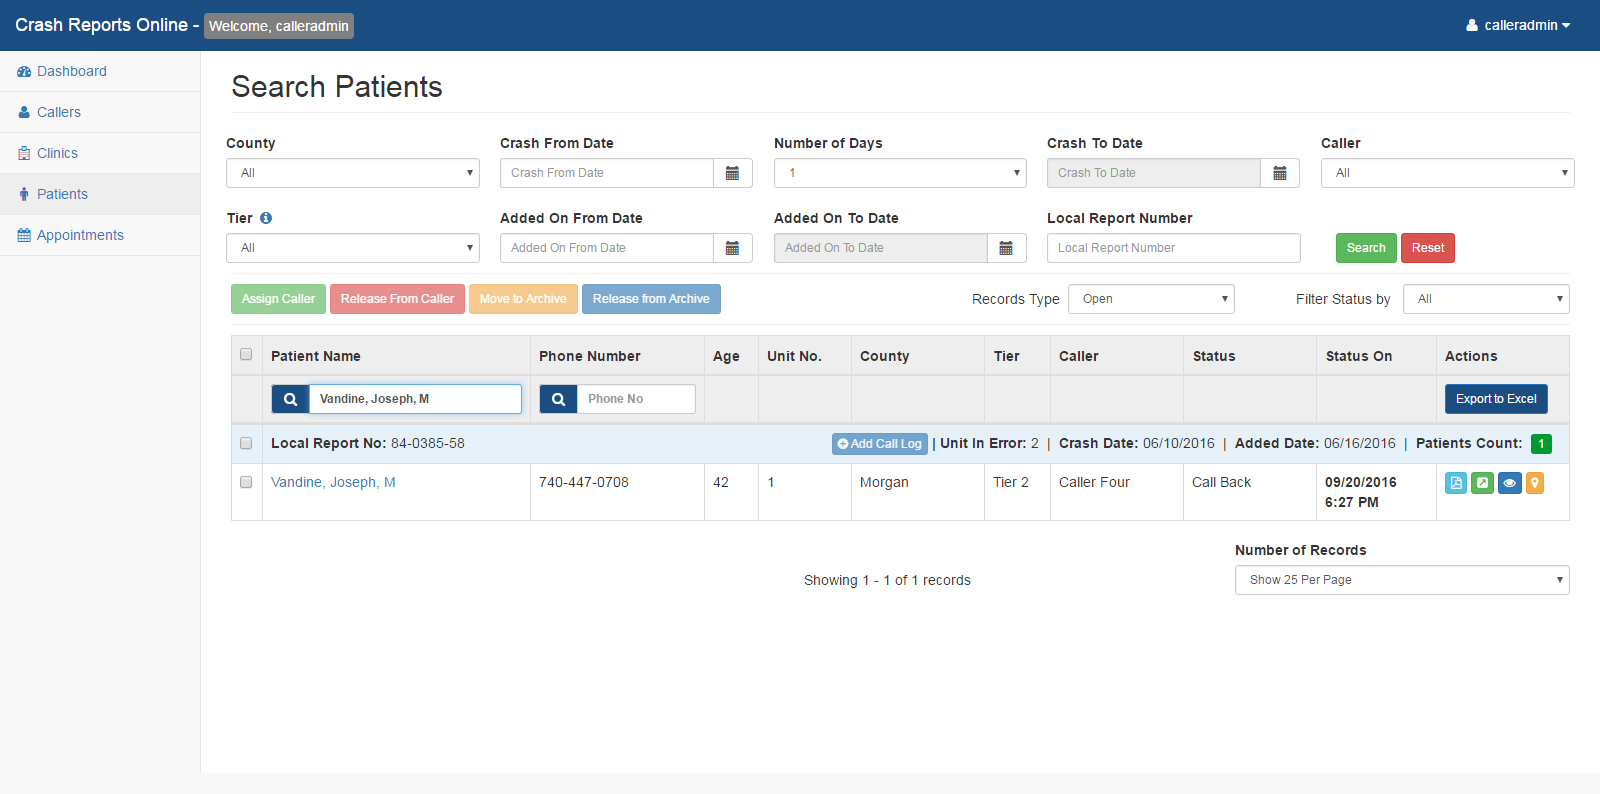 Crash Reports Online - Welcome, calleradmin
calleradmin
Dashboard
Callers
Clinics
Patients
Appointments
Search Patients
County Crash From Date Number of Days Crash To Date Caller
All Crash From Date 1 Crash To Date All
Tier Added On From Date Added On To Date Local Report Number
All Added On From Date Added On To Date Local Report Number Search Reset
Assign Caller Release From Caller Move to Archive Release from Archive Records Type Open Filter Status by All
Patient Name Phone Number Age Unit No. County Tier Caller Status Status On Actions
Vandine, Joseph, M Phone No Export to Excel
Local Report No: 84-0385-58 Add Call Log | Unit In Error: 2 | Crash Date: 06/10/2016 | Added Date: 06/16/2016 | Patients Count: 1
Vandine, Joseph, M 740-447-0708 42 1 Morgan Tier 2 Caller Four Call Back 09/20/2016
6:27 PM
Number of Records
Showing 1 - 1 of 1 records Show 25 Per Page